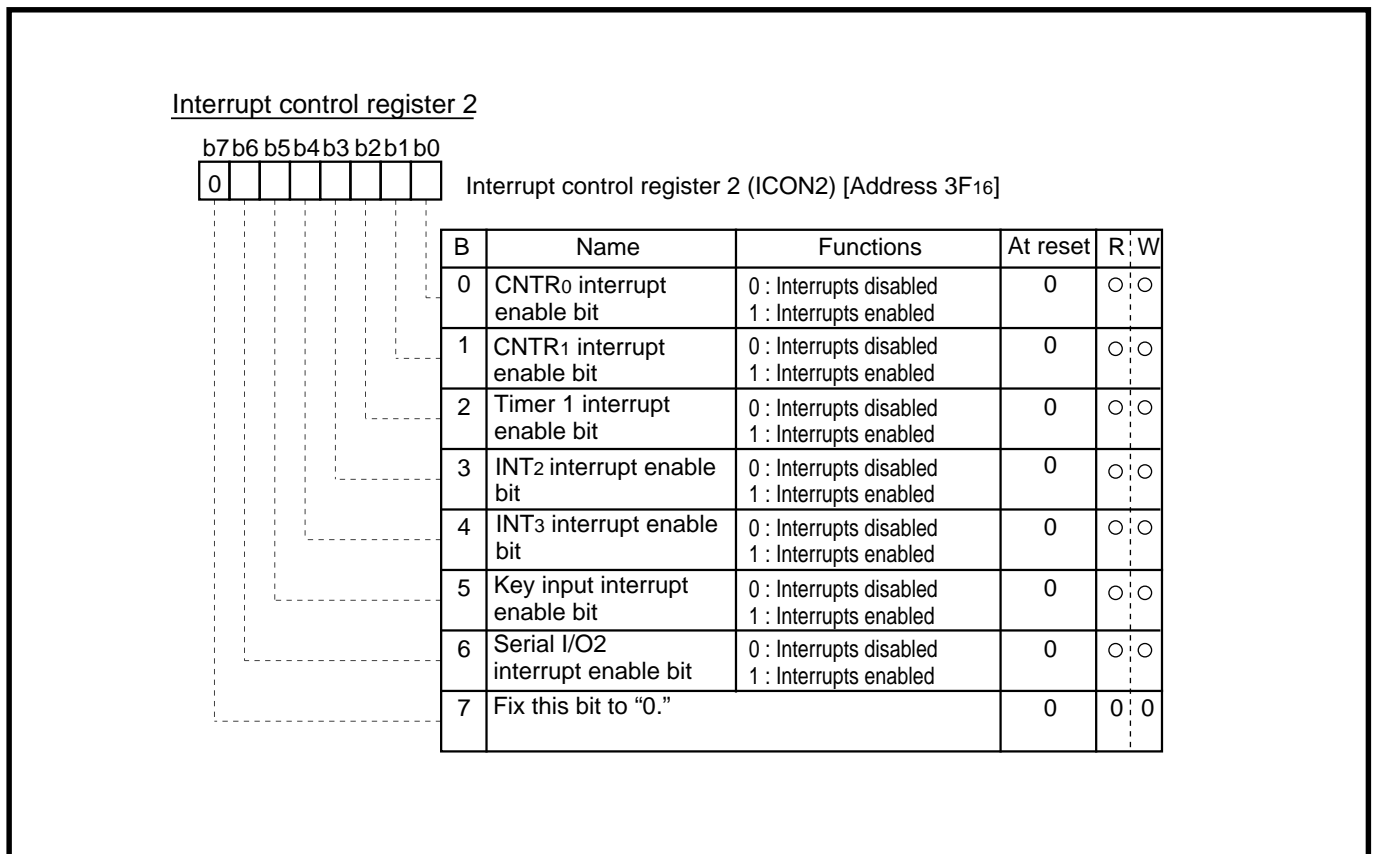 Interrupt control register 2
b7 b6 b5 b4 b3 b2 b1 b0
0
Interrupt control register 2 (ICON2) [Address 3F16]
B Name Functions At reset R W
0 CNTR0 interrupt enable bit 0 : Interrupts disabled 0 ○ ○
1 : Interrupts enabled
1 CNTR1 interrupt enable bit 0 : Interrupts disabled 0 ○ ○
1 : Interrupts enabled
2 Timer 1 interrupt enable bit 0 : Interrupts disabled 0 ○ ○
1 : Interrupts enabled
3 INT2 interrupt enable bit 0 : Interrupts disabled 0 ○ ○
1 : Interrupts enabled
4 INT3 interrupt enable bit 0 : Interrupts disabled 0 ○ ○
1 : Interrupts enabled
5 Key input interrupt enable bit 0 : Interrupts disabled 0 ○ ○
1 : Interrupts enabled
6 Serial I/O2 interrupt enable bit 0 : Interrupts disabled 0 ○ ○
1 : Interrupts enabled
7 Fix this bit to “0.” 0 0 0